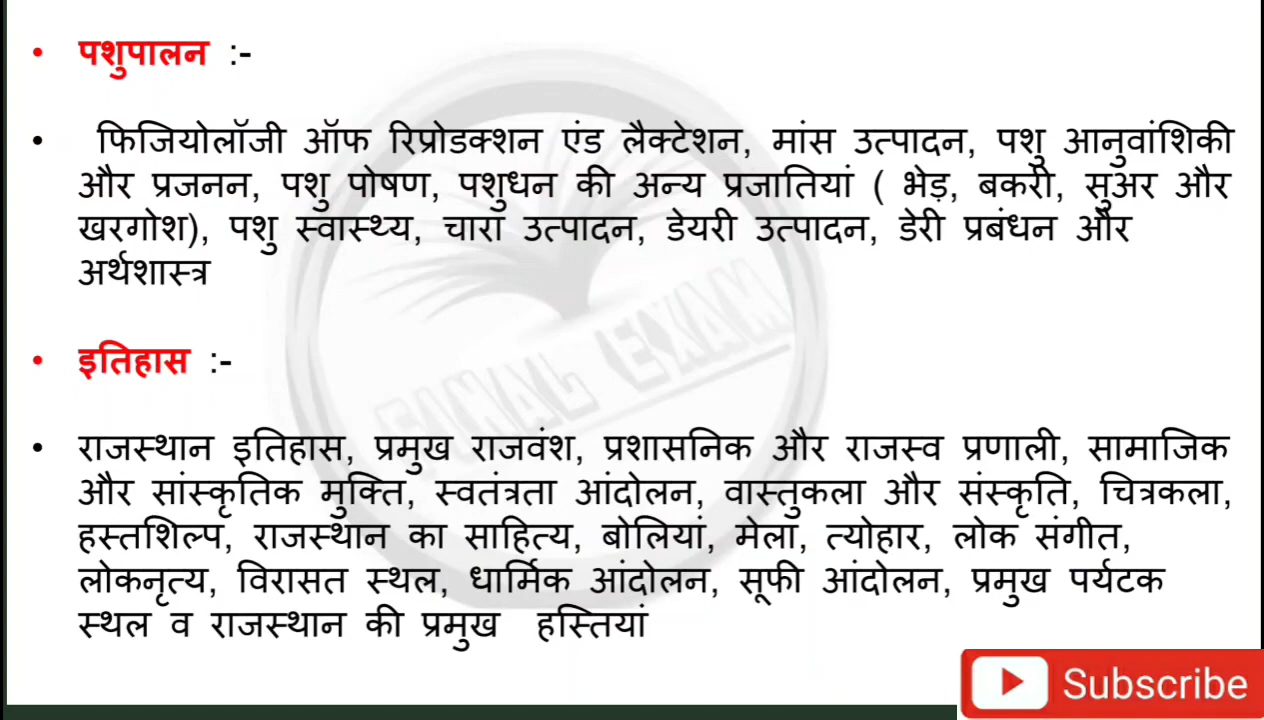 • पशुपालन :-
• फिजियोलॉजी ऑफ रिप्रोडक्शन एंड लैक्टेशन, मांस उत्पादन, पशु आनुवांशिकी
और प्रजनन, पशु पोषण, पशुधन की अन्य प्रजातियां ( भेड़, बकरी, सुअर और
खरगोश), पशु स्वास्थ्य, चारा उत्पादन, डेयरी उत्पादन, डेरी प्रबंधन और
अर्थशास्त्र
• इतिहास :-
• राजस्थान इतिहास, प्रमुख राजवंश, प्रशासनिक और राजस्व प्रणाली, सामाजिक
और सांस्कृतिक मुक्ति, स्वतंत्रता आंदोलन, वास्तुकला और संस्कृति, चित्रकला,
हस्तशिल्प, राजस्थान का साहित्य, बोलियां, मेला, त्योहार, लोक संगीत,
लोकनृत्य, विरासत स्थल, धार्मिक आंदोलन, सूफी आंदोलन, प्रमुख पर्यटक
स्थल व राजस्थान की प्रमुख हस्तियां
FINAL EXAM
Subscribe